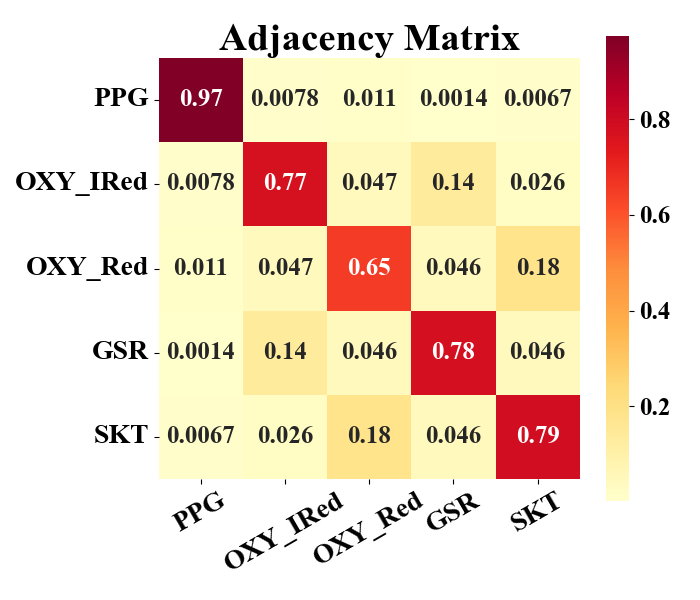 Adjacency Matrix
PPG 0.97 0.0078 0.011 0.0014 0.0067
OXY_IRed 0.0078 0.77 0.047 0.14 0.026
OXY_Red 0.011 0.047 0.65 0.046 0.18
GSR 0.0014 0.14 0.046 0.78 0.046
SKT 0.0067 0.026 0.18 0.046 0.79
PPG OXY_IRed OXY_Red GSR SKT
0.8
0.6
0.4
0.2